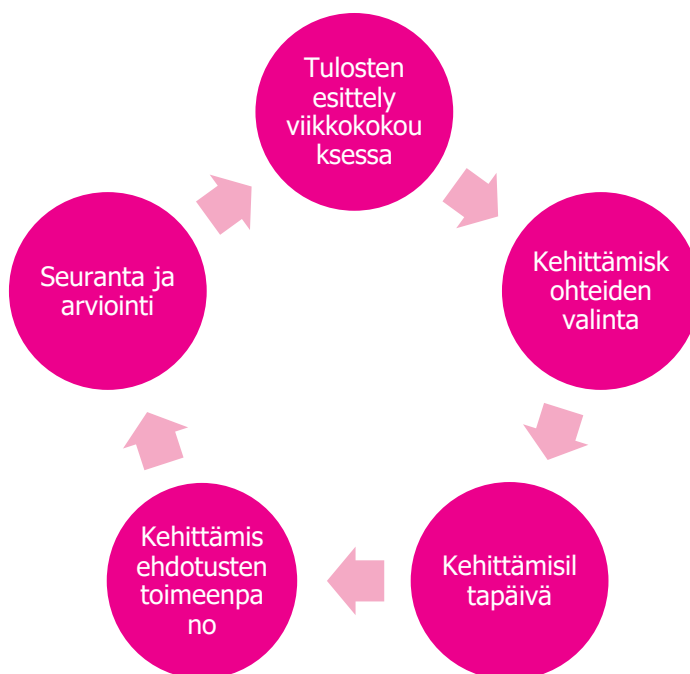 Tulosten
esittely
viikkokokou
ksessa
Kehittämisk
ohteiden
valinta
Kehittämisil
tapäivä
Kehittämis
ehdotusten
toimeenpa
no
Seuranta ja
arviointi